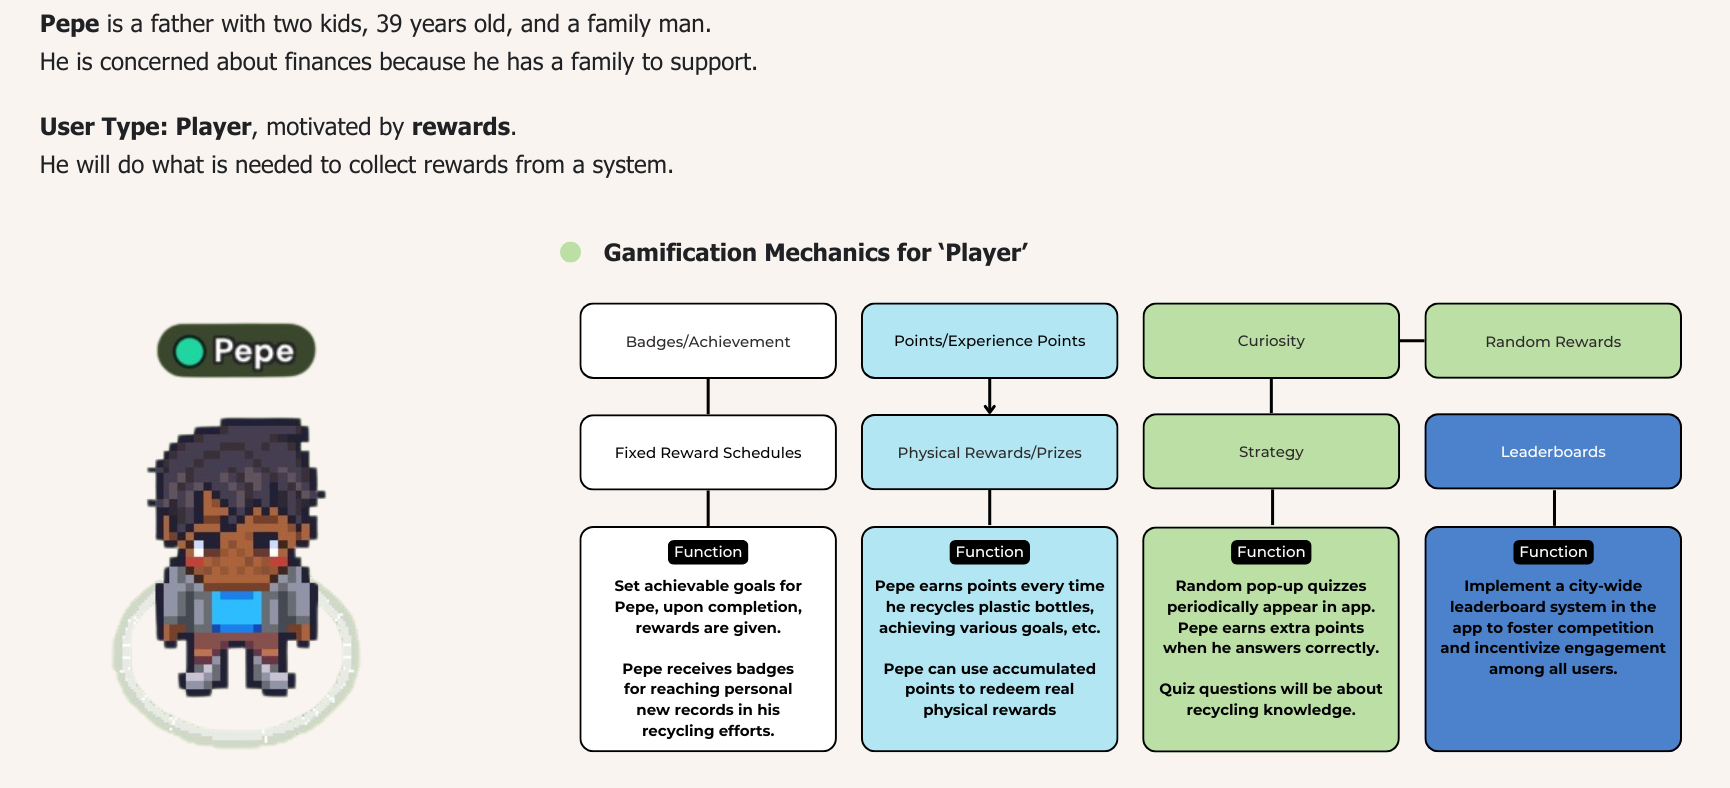 Pepe is a father with two kids, 39 years old, and a family man.
He is concerned about finances because he has a family to support.
User Type: Player, motivated by rewards.
He will do what is needed to collect rewards from a system.
Gamification Mechanics for ‘Player’
Pepe
Badges/Achievement
Points/Experience Points
Curiosity
Random Rewards
Fixed Reward Schedules
Physical Rewards/Prizes
Strategy
Leaderboards
Function
Set achievable goals for
Pepe, upon completion,
rewards are given.
Pepe receives badges
for reaching personal
new records in his
recycling efforts.
Function
Pepe earns points every time
he recycles plastic bottles,
achieving various goals, etc.
Pepe can use accumulated
points to redeem real
physical rewards
Function
Random pop-up quizzes
periodically appear in app.
Pepe earns extra points
when he answers correctly.
Quiz questions will be about
recycling knowledge.
Function
Implement a city-wide
leaderboard system in the
app to foster competition
and incentivize engagement
among all users.